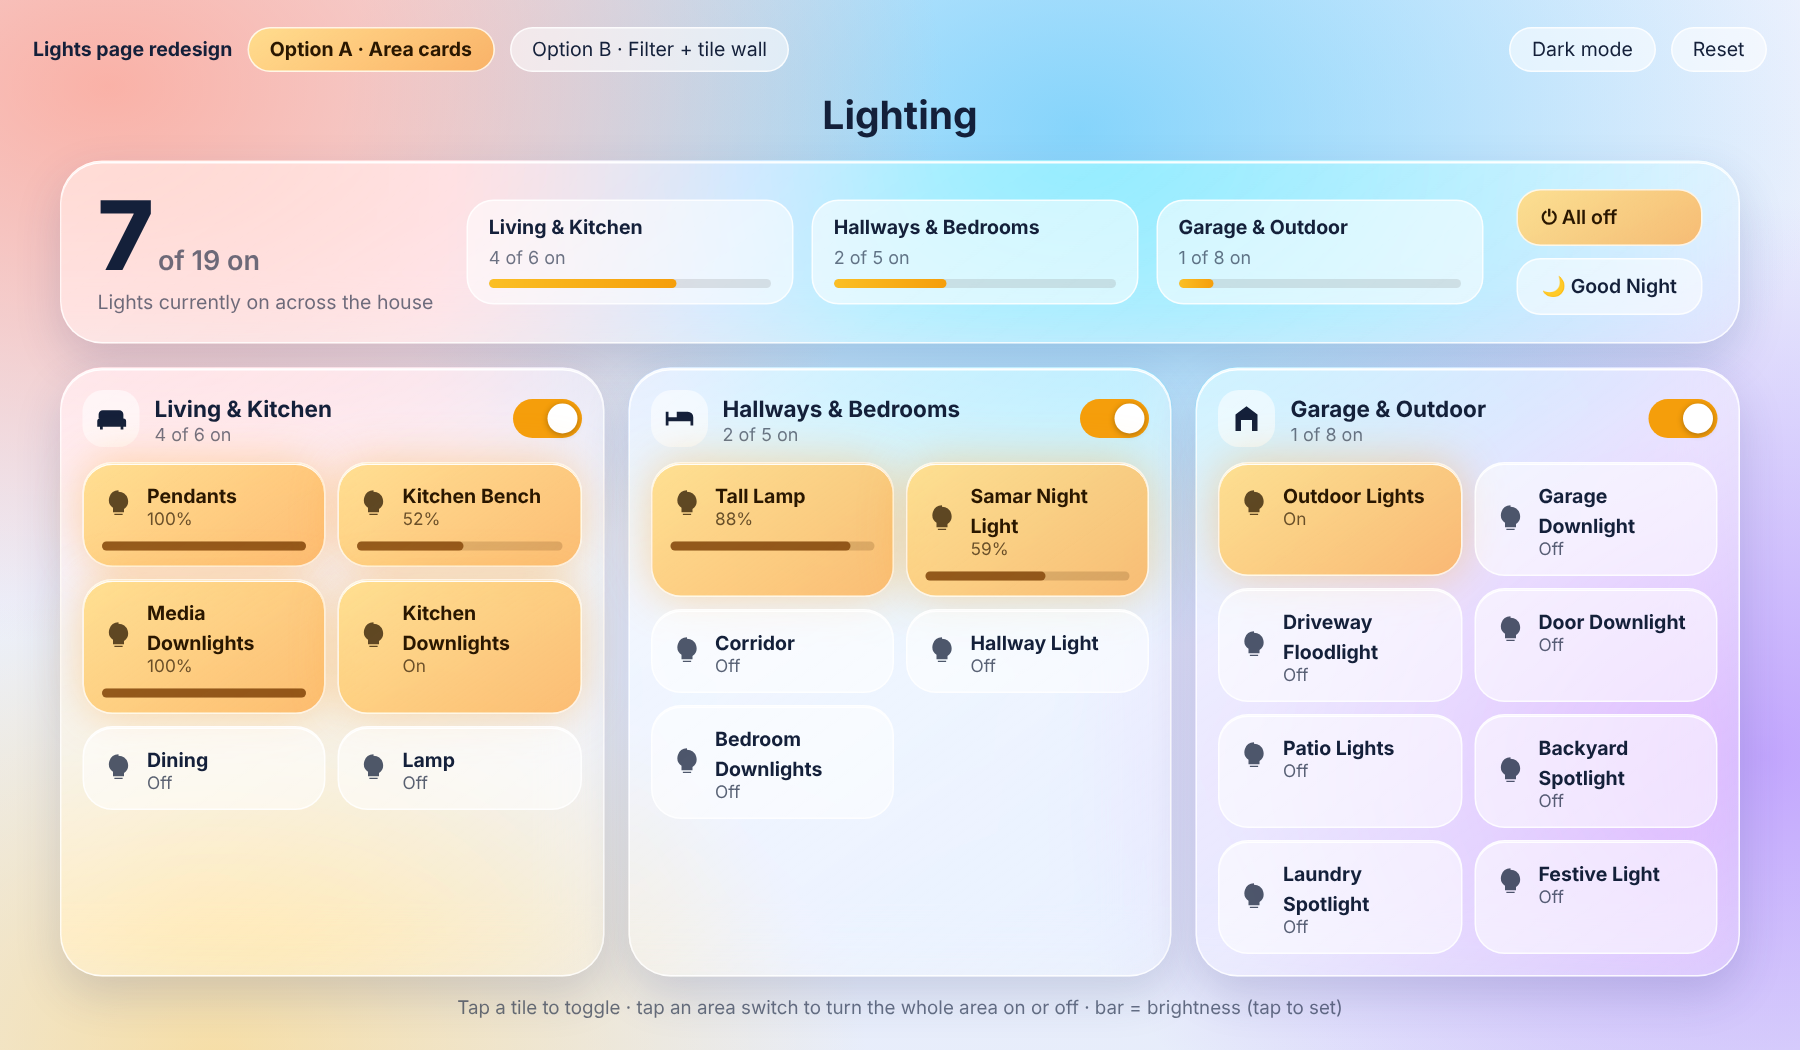 Lights page redesign
Option A · Area cards
Option B · Filter + tile wall
Dark mode
Reset
Lighting
7 of 19 on
Lights currently on across the house
Living & Kitchen
4 of 6 on
Hallways & Bedrooms
2 of 5 on
Garage & Outdoor
1 of 8 on
All off
Good Night
Living & Kitchen
4 of 6 on
Pendants
100%
Kitchen Bench
52%
Media
Downlights
100%
Kitchen
Downlights
On
Dining
Off
Lamp
Off
Hallways & Bedrooms
2 of 5 on
Tall Lamp
88%
Samar Night
Light
59%
Corridor
Off
Hallway Light
Off
Bedroom
Downlights
Off
Garage & Outdoor
1 of 8 on
Outdoor Lights
On
Garage
Downlight
Off
Driveway
Floodlight
Off
Door Downlight
Off
Patio Lights
Off
Backyard
Spotlight
Off
Laundry
Spotlight
Off
Festive Light
Off
Tap a tile to toggle · tap an area switch to turn the whole area on or off · bar = brightness (tap to set)